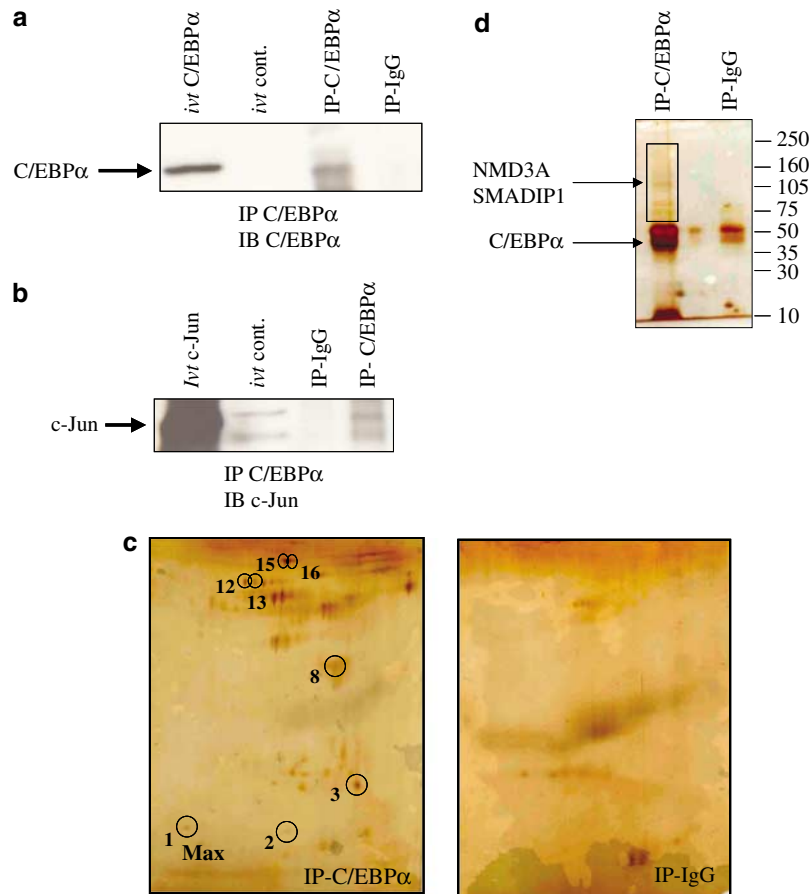 a
ivt C/EBPα
ivt cont.
IP-C/EBPα
IP-IgG
C/EBPα
IP C/EBPα
IB C/EBPα
b
Ivt c-Jun
ivt cont.
IP-IgG
IP- C/EBPα
c-Jun
IP C/EBPα
IB c-Jun
c
15
16
12
13
8
3
1
Max
2
IP-C/EBPα
IP-IgG
d
IP-C/EBPα
IP-IgG
NMD3A
SMADIP1
C/EBPα
250
160
105
75
50
35
30
10